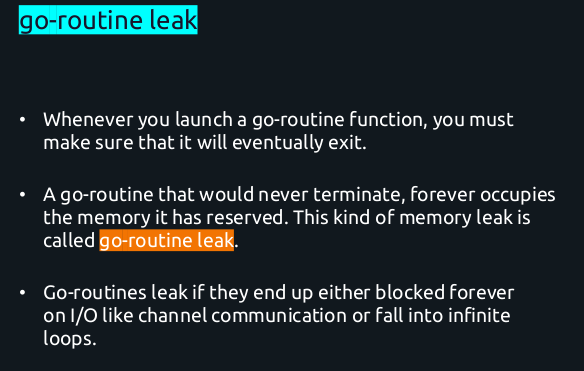 go-routine leak
• Whenever you launch a go-routine function, you must
make sure that it will eventually exit.
• A go-routine that would never terminate, forever occupies
the memory it has reserved. This kind of memory leak is
called go-routine leak.
• Go-routines leak if they end up either blocked forever
on I/O like channel communication or fall into infinite
loops.